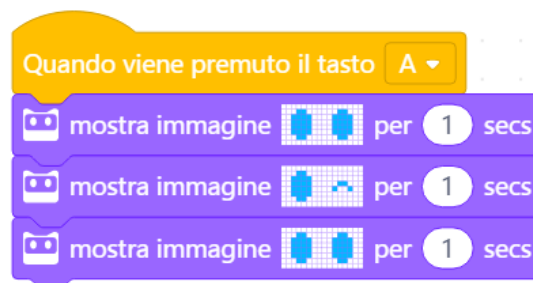 Quando viene premuto il tasto A
mostra immagine per 1 secs
mostra immagine per 1 secs
mostra immagine per 1 secs